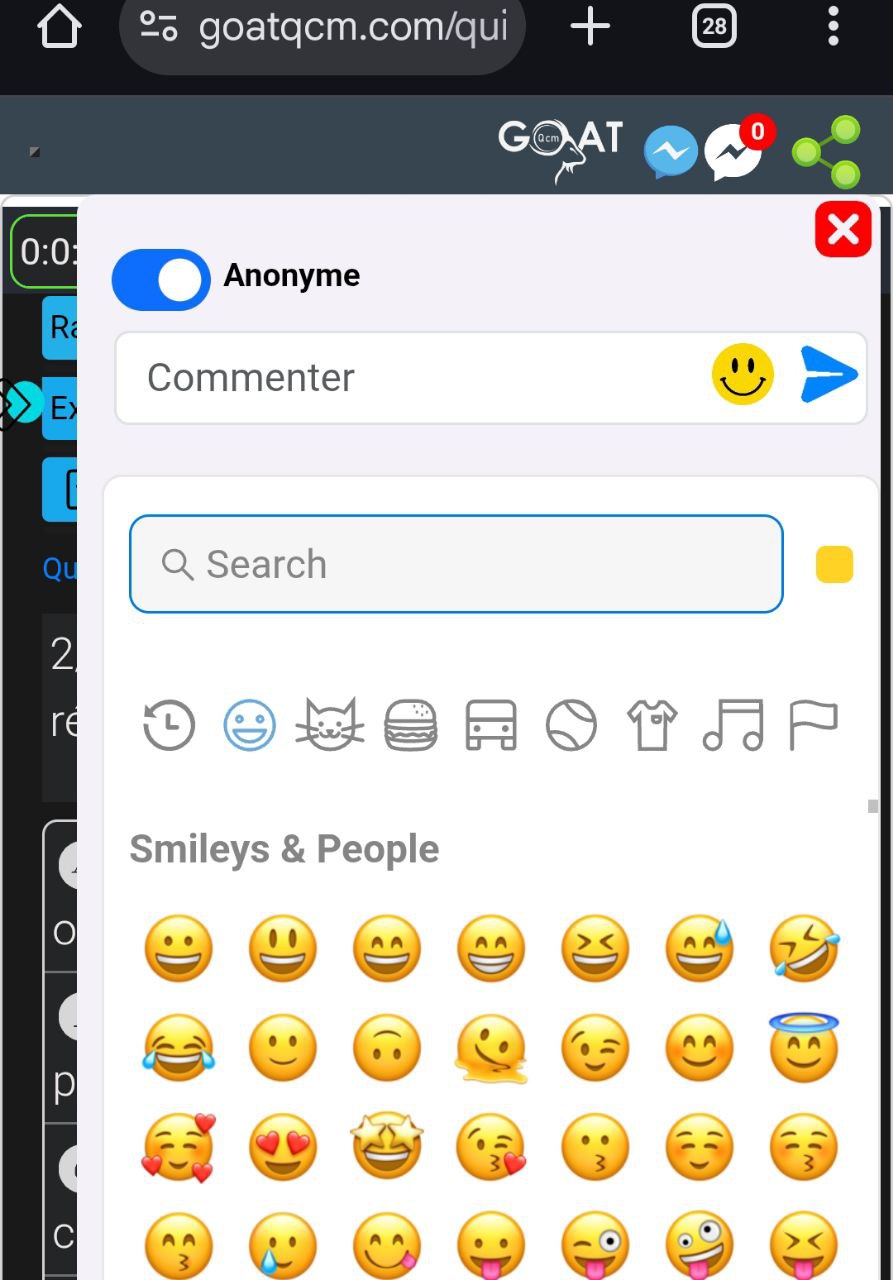 goatqcm.com/qui
28
GOAT
Qcm
0
0:0:
Anonyme
Ra
Commenter
Ex
Search
Qu
2,
ré
Smileys & People
o
p
c